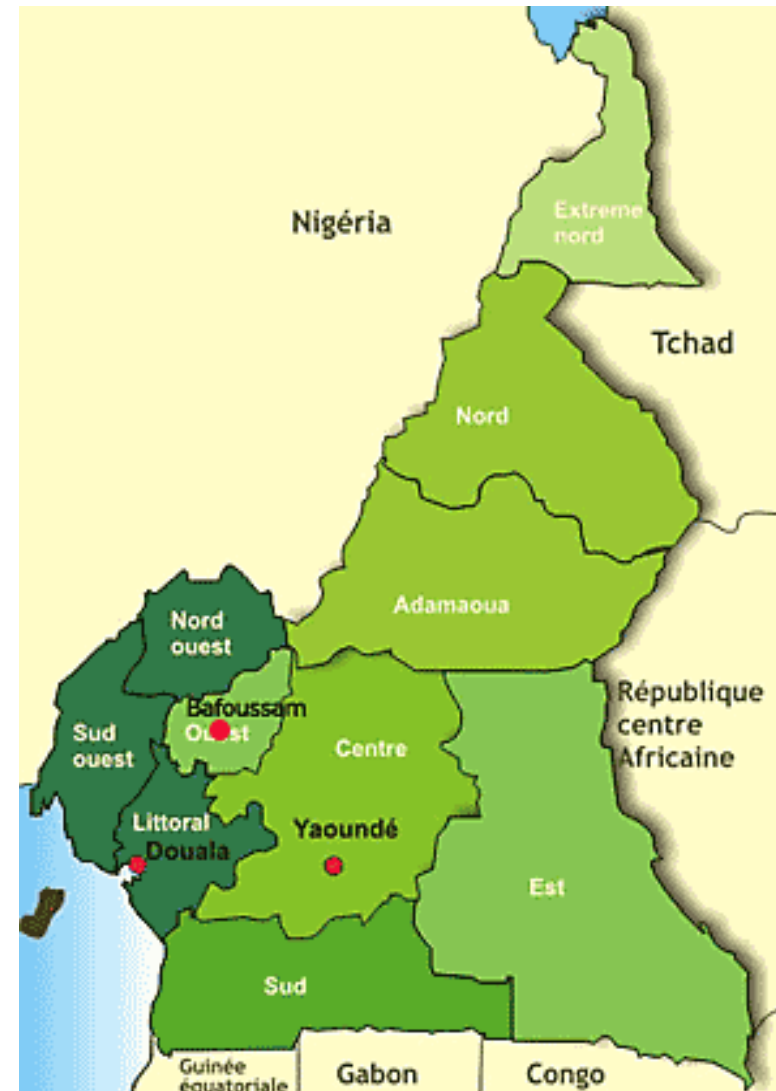 Extreme
nord
Nigéria
Tchad
Nord
Adamaoua
Nord
ouest
République
centre
Africaine
Bafoussam
Ouest
Sud
ouest
Centre
Littoral
Yaoundé
Douala
Est
Sud
Guinée
équatoriale
Gabon
Congo